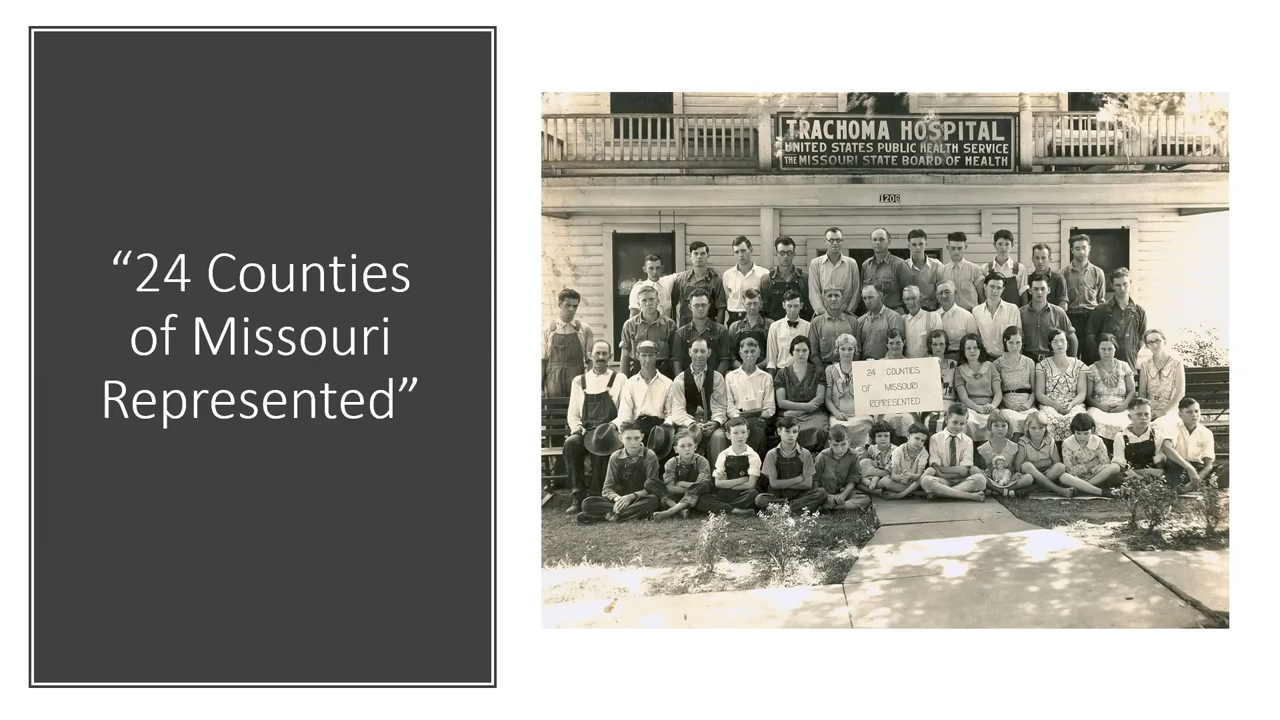 “24 Counties
of Missouri
Represented”
TRACHOMA HOSPITAL
UNITED STATES PUBLIC HEALTH SERVICE
THE MISSOURI STATE BOARD OF HEALTH
1206
24 COUNTIES
OF MISSOURI
REPRESENTED